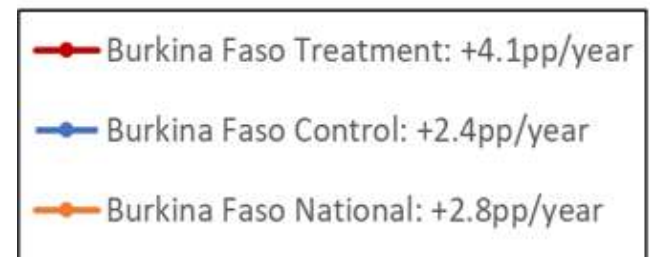 Burkina Faso Treatment: +4.1pp/year
Burkina Faso Control: +2.4pp/year
Burkina Faso National: +2.8pp/year